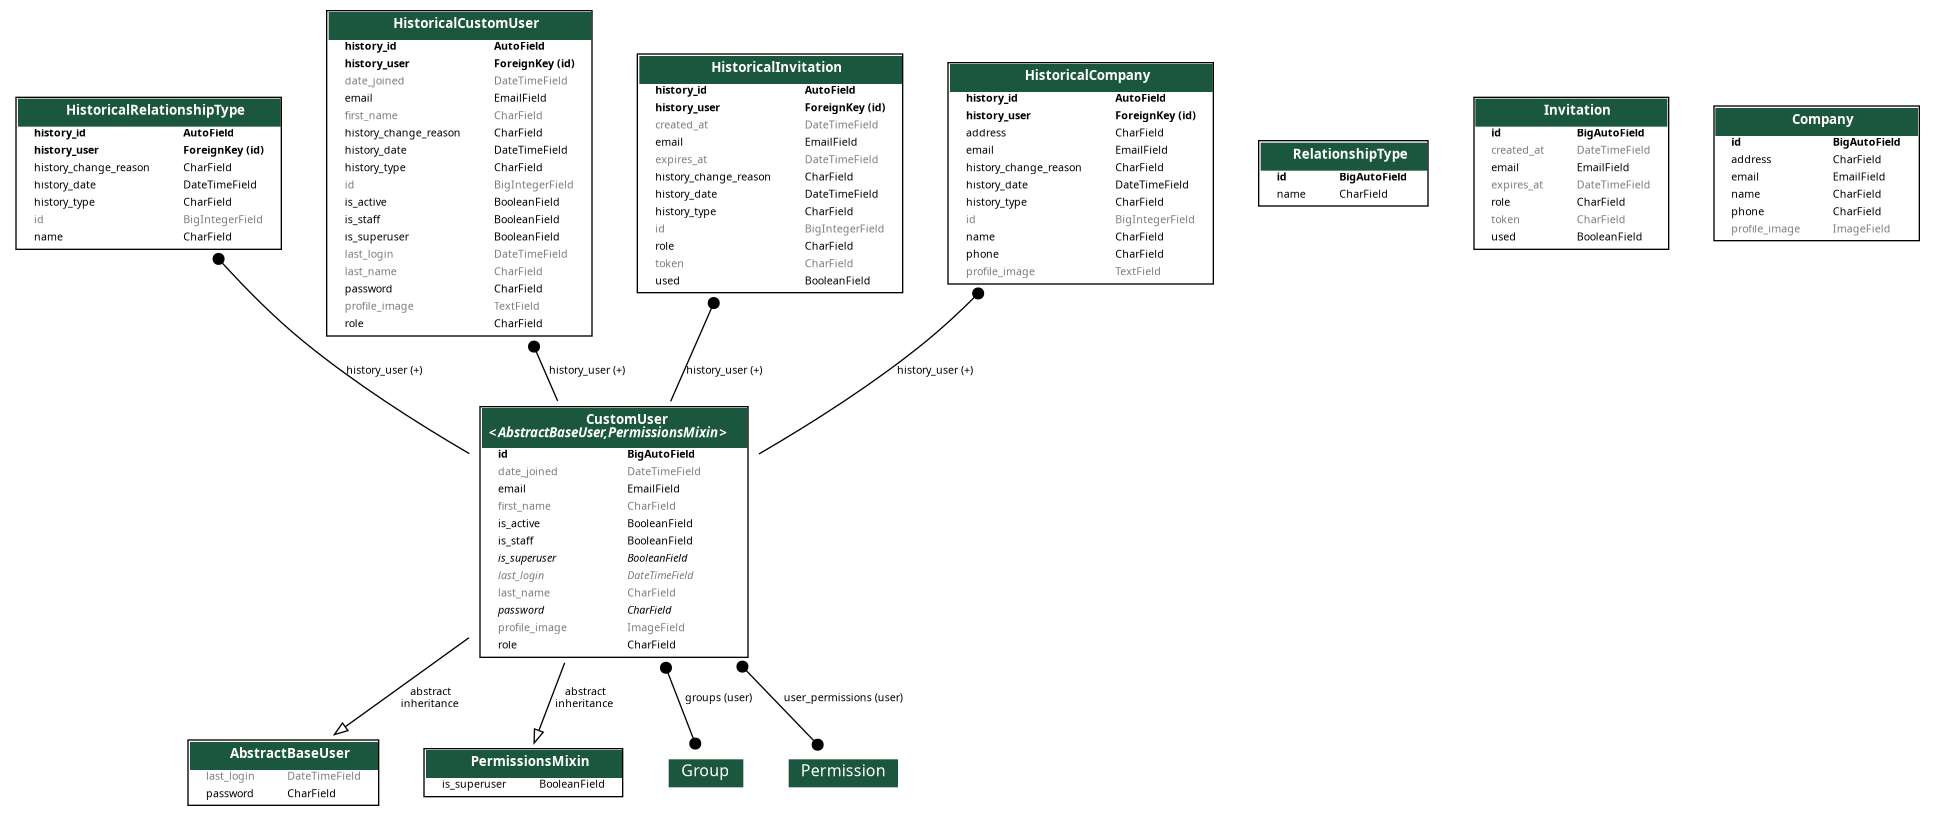 HistoricalRelationshipType
history_id AutoField
history_user ForeignKey (id)
history_change_reason CharField
history_date DateTimeField
history_type CharField
id BigIntegerField
name CharField
HistoricalCustomUser
history_id AutoField
history_user ForeignKey (id)
date_joined DateTimeField
email EmailField
first_name CharField
history_change_reason CharField
history_date DateTimeField
history_type CharField
id BigIntegerField
is_active BooleanField
is_staff BooleanField
is_superuser BooleanField
last_login DateTimeField
last_name CharField
password CharField
profile_image TextField
role CharField
HistoricalInvitation
history_id AutoField
history_user ForeignKey (id)
created_at DateTimeField
email EmailField
expires_at DateTimeField
history_change_reason CharField
history_date DateTimeField
history_type CharField
id BigIntegerField
role CharField
token CharField
used BooleanField
HistoricalCompany
history_id AutoField
history_user ForeignKey (id)
address CharField
email EmailField
history_change_reason CharField
history_date DateTimeField
history_type CharField
id BigIntegerField
name CharField
phone CharField
profile_image TextField
RelationshipType
id BigAutoField
name CharField
Invitation
id BigAutoField
created_at DateTimeField
email EmailField
expires_at DateTimeField
role CharField
token CharField
used BooleanField
Company
id BigAutoField
address CharField
email EmailField
name CharField
phone CharField
profile_image ImageField
history_user (+)
history_user (+)
history_user (+)
history_user (+)
CustomUser
<AbstractBaseUser,PermissionsMixin>
id BigAutoField
date_joined DateTimeField
email EmailField
first_name CharField
is_active BooleanField
is_staff BooleanField
is_superuser BooleanField
last_login DateTimeField
last_name CharField
password CharField
profile_image ImageField
role CharField
abstract
inheritance
abstract
inheritance
groups (user)
user_permissions (user)
AbstractBaseUser
last_login DateTimeField
password CharField
PermissionsMixin
is_superuser BooleanField
Group
Permission